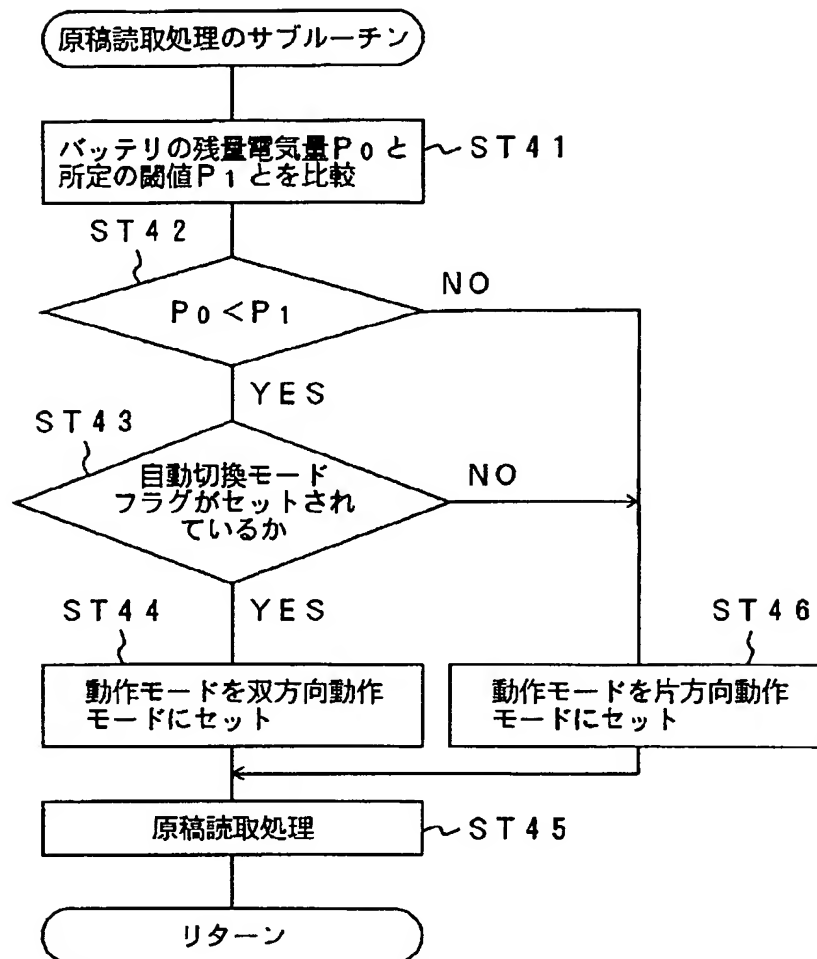 原稿読取処理のサブルーチン
バッテリの残量電気量P0と
所定の閾値P1とを比較
ST41
ST42
P0<P1
NO
YES
ST43
自動切換モード
フラグがセットされ
ているか
NO
YES
ST44
動作モードを双方向動作
モードにセット
ST46
動作モードを片方向動作
モードにセット
原稿読取処理
ST45
リターン